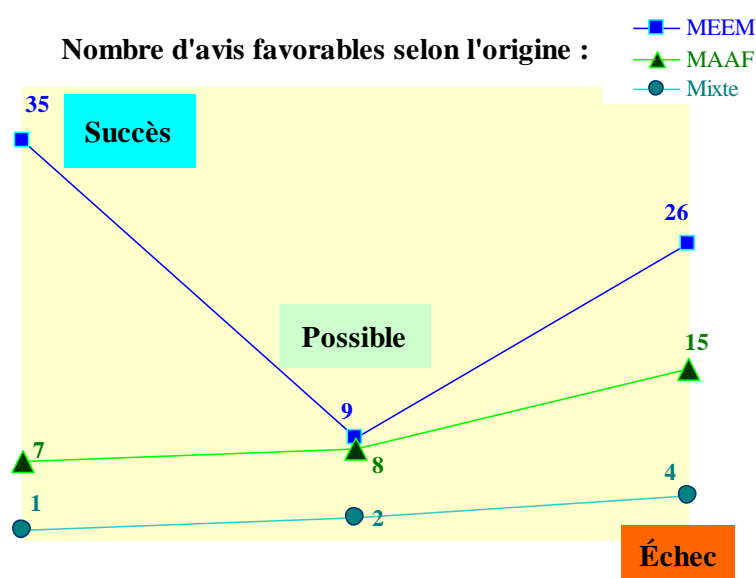 Nombre d'avis favorables selon l'origine :
MEEM
MAAF
Mixte
35
Succès
26
Possible
15
9
7
8
4
1
2
Échec